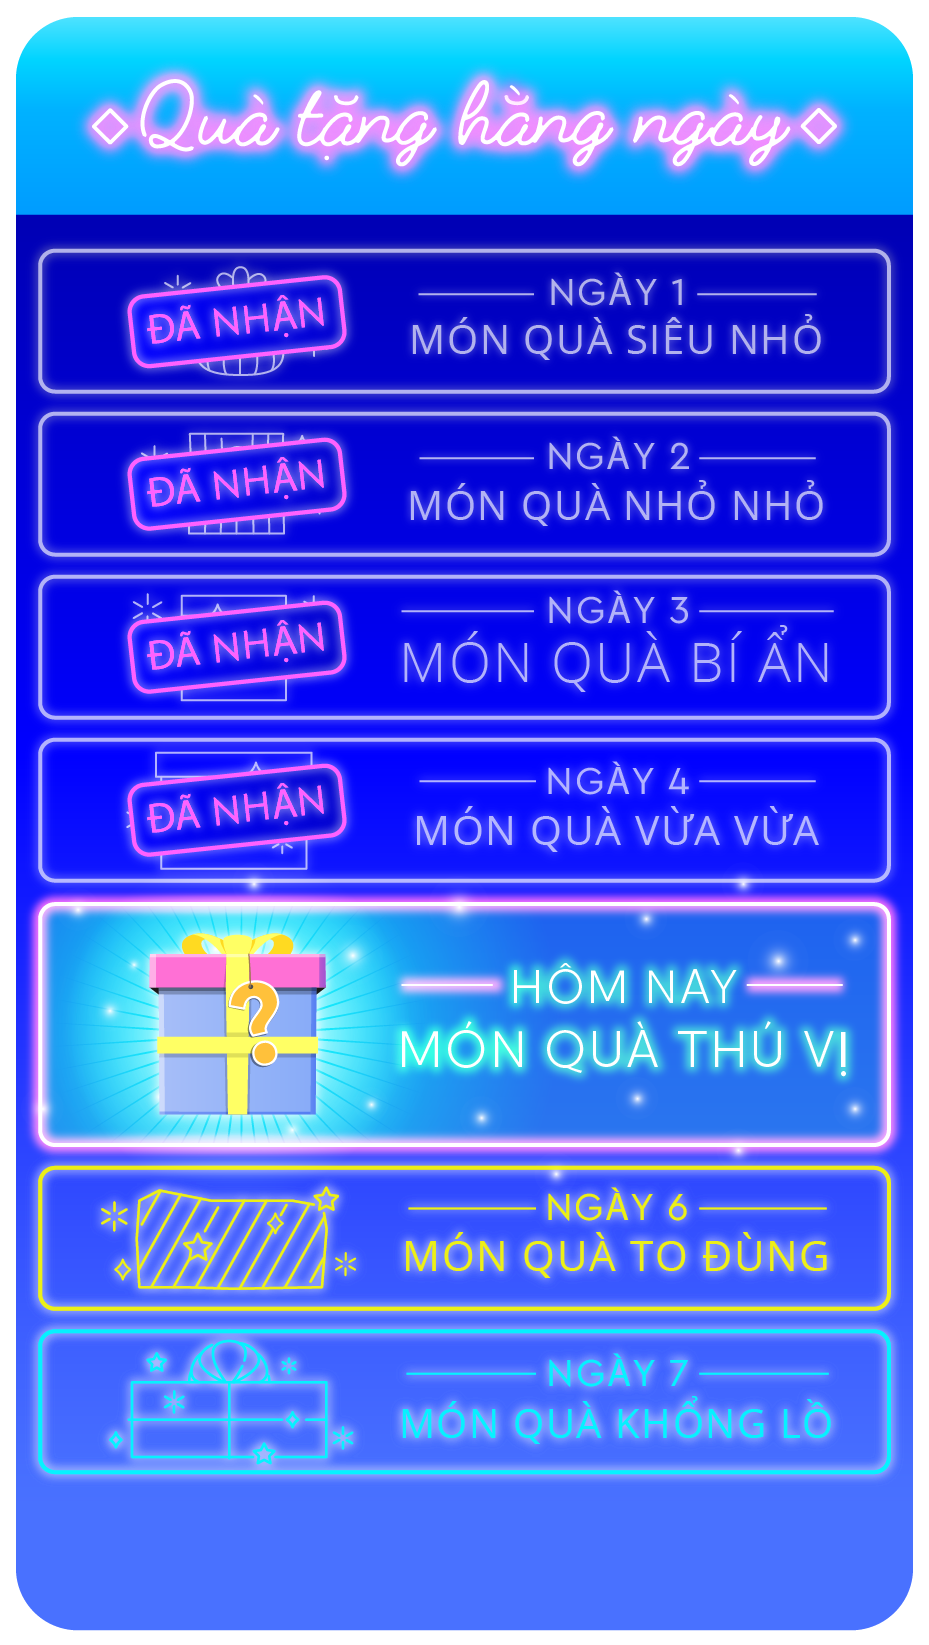 Quà tặng hằng ngày
ĐÃ NHẬN
NGÀY 1
MÓN QUÀ SIÊU NHỎ
ĐÃ NHẬN
NGÀY 2
MÓN QUÀ NHỎ NHỎ
ĐÃ NHẬN
NGÀY 3
MÓN QUÀ BÍ ẨN
ĐÃ NHẬN
NGÀY 4
MÓN QUÀ VỪA VỪA
?
HÔM NAY
MÓN QUÀ THÚ VỊ
NGÀY 6
MÓN QUÀ TO ĐÙNG
NGÀY 7
MÓN QUÀ KHỔNG LỒ